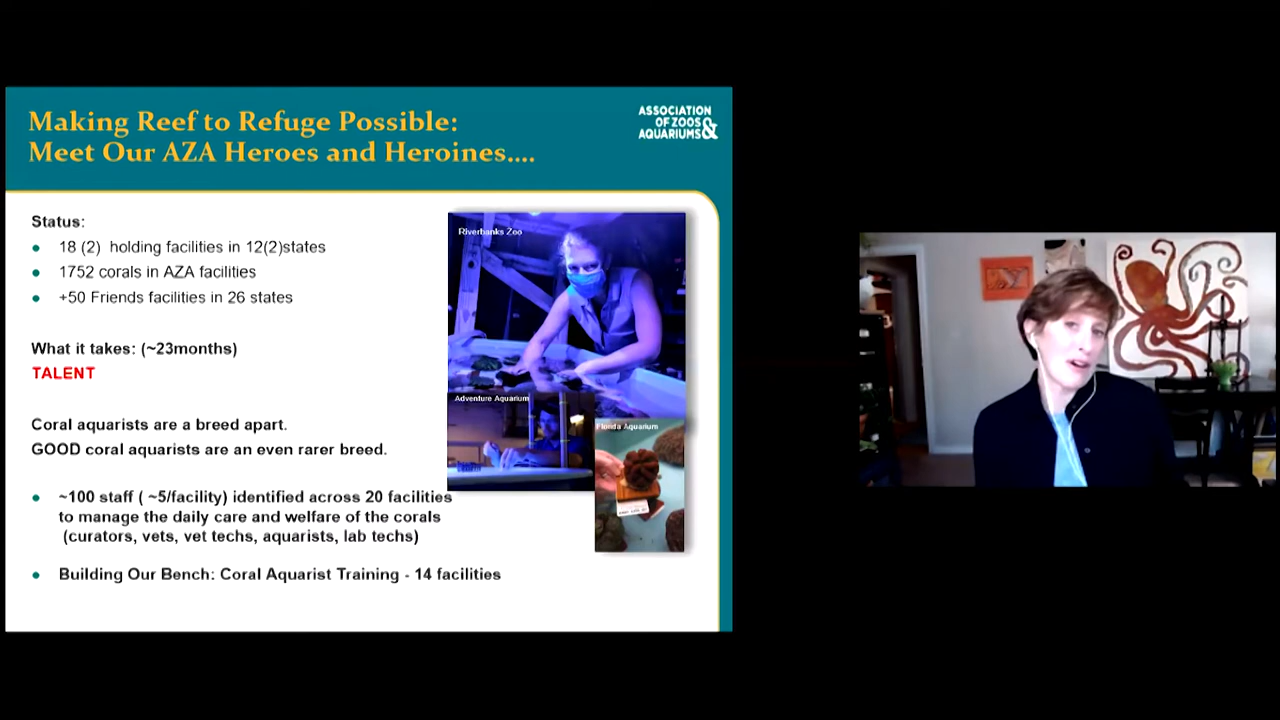 Making Reef to Refuge Possible:
Meet Our AZA Heroes and Heroines....
ASSOCIATION
OF ZOOS
AQUARIUMS &
Status:
18 (2) holding facilities in 12(2)states
1752 corals in AZA facilities
+50 Friends facilities in 26 states
What it takes: (~23months)
TALENT
Coral aquarists are a breed apart.
GOOD coral aquarists are an even rarer breed.
~100 staff ( ~5/facility) identified across 20 facilities
to manage the daily care and welfare of the corals
(curators, vets, vet techs, aquarists, lab techs)
Building Our Bench: Coral Aquarist Training - 14 facilities
Riverbanks Zoo
Adventure Aquarium
Florida Aquarium